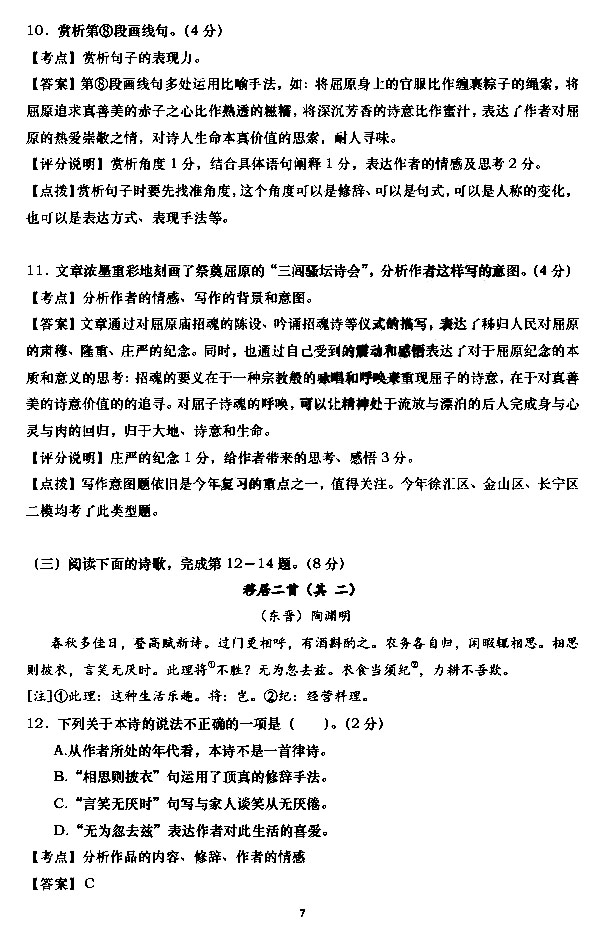 10．赏析第⑧段画线句。（4 分）
【考点】赏析句子的表现力。
【答案】第⑧段画线句多处运用比喻手法，如：将屈原身上的官服比作缠裹粽子的绳索，将
屈原追求真善美的赤子之心比作熟透的糍糯，将深沉芳香的诗意比作蜜汁，表达了作者对屈
原的热爱崇敬之情，对诗人生命本真价值的思索，耐人寻味。
【评分说明】赏析角度 1 分，结合具体语句阐释 1 分，表达作者的情感及思考 2 分。
【点拨】赏析句子时要先找准角度，这个角度可以是修辞、可以是句式，可以是人称的变化，
也可以是表达方式、表现手法等。
11．文章浓墨重彩地刻画了祭奠屈原的“三闾骚坛诗会”，分析作者这样写的意图。（4 分）
【考点】分析作者的情感、写作的背景和意图。
【答案】文章通过对屈原庙招魂的陈设、吟诵招魂诗等仪式的描写，表达了秭归人民对屈原
的肃穆、隆重、庄严的纪念。同时，也通过自己受到的震动和感悟表达了对于屈原纪念的本
质和意义的思考：招魂的要义在于一种宗教般的咏唱和呼唤来重现屈子的诗意，在于对真善
美的诗意价值的的追寻。对屈子诗魂的呼唤，可以让精神处于流放与漂泊的后人完成身与心
灵与肉的回归，归于大地、诗意和生命。
【评分说明】庄严的纪念 1 分，给作者带来的思考、感悟 3 分。
【点拨】写作意图题依旧是今年复习的重点之一，值得关注。今年徐汇区、金山区、长宁区
二模均考了此类型题。
（三）阅读下面的诗歌，完成第 12－14 题。（8 分）
移居二首（其 二）
（东晋）陶渊明
春秋多佳日，登高赋新诗。过门更相呼，有酒斟酌之。农务各自归，闲暇辄相思。相思
则披衣，言笑无厌时。此理将①不胜？无为忽去兹。衣食当须纪②，力耕不吾欺。
[注]①此理：这种生活乐趣。将：岂。②纪：经营料理。
12．下列关于本诗的说法不正确的一项是（　　）。（2 分）
A.从作者所处的年代看，本诗不是一首律诗。
B.“相思则披衣”句运用了顶真的修辞手法。
C.“言笑无厌时”句写与家人谈笑从无厌倦。
D.“无为忽去兹”表达作者对此生活的喜爱。
【考点】分析作品的内容、修辞、作者的情感
【答案】C
7